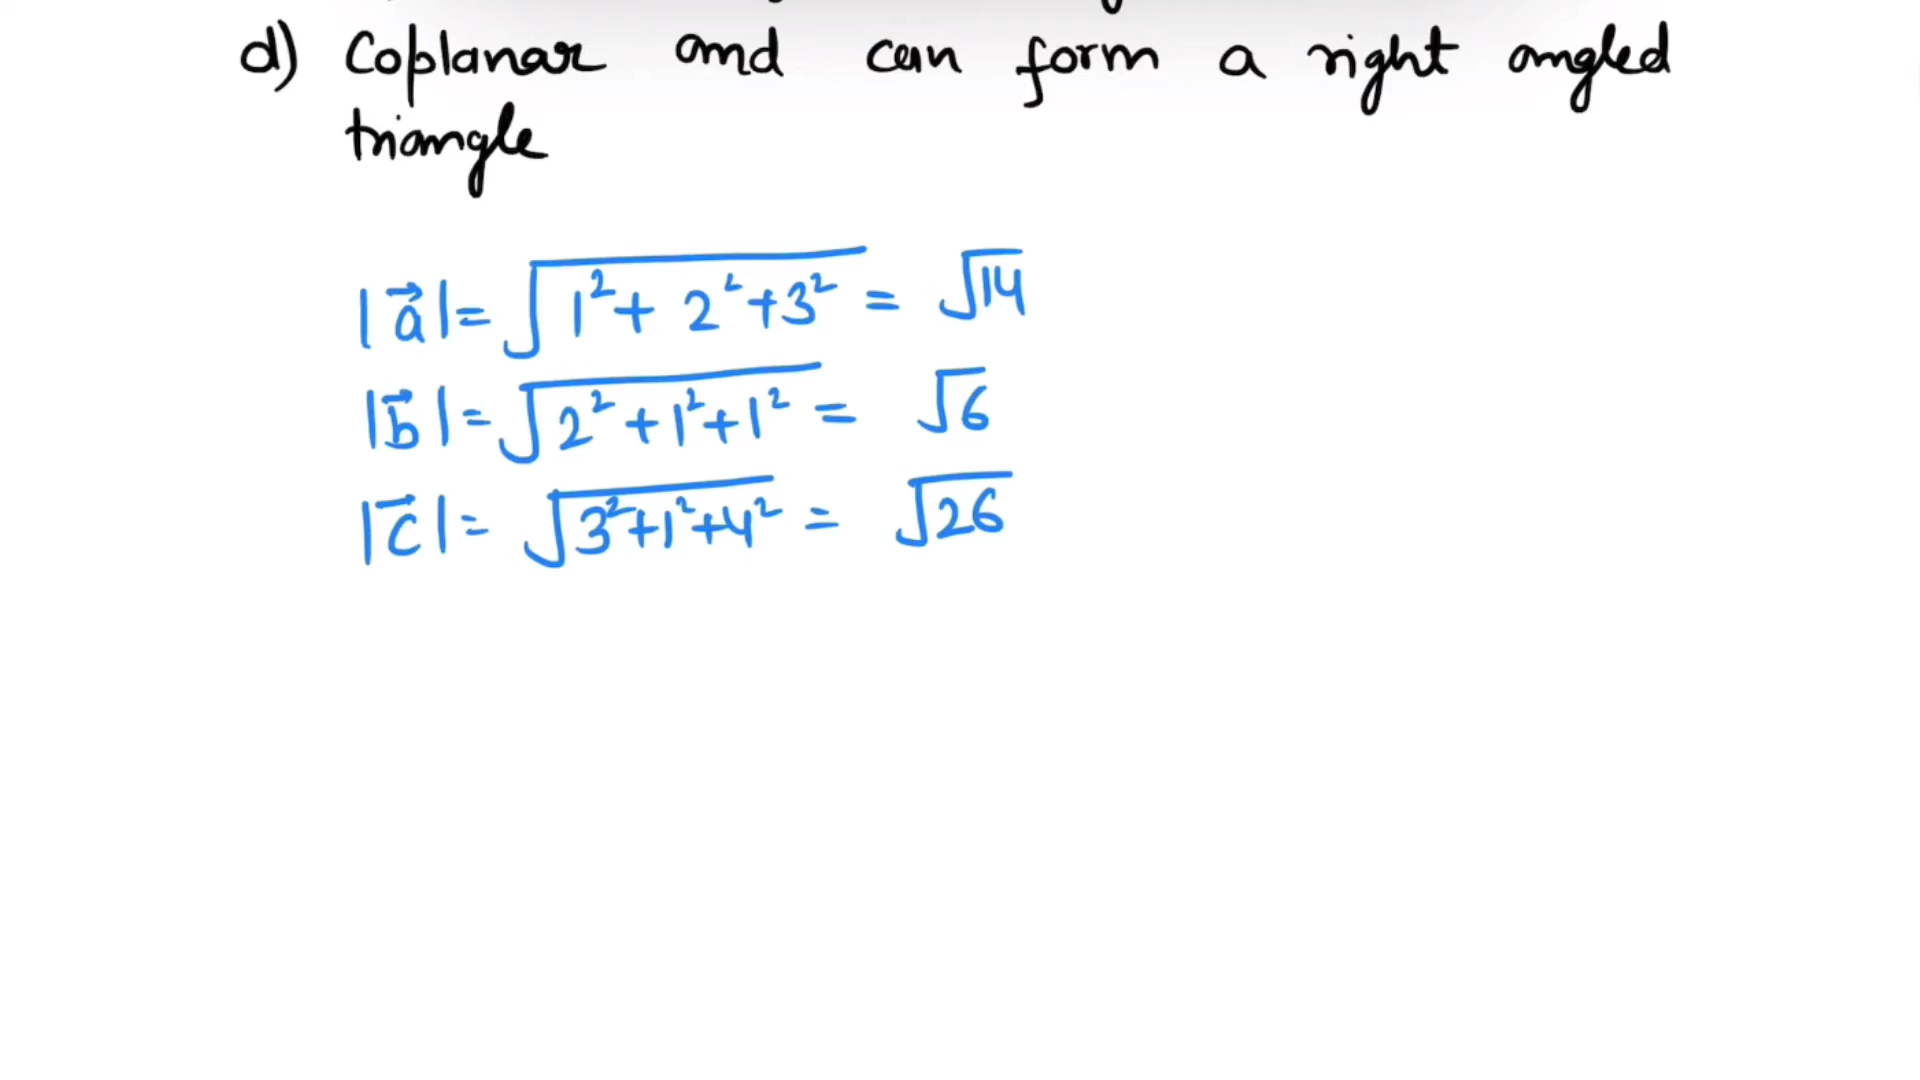 d) Coplanar and can form a right angled
triangle
|a⃗|= √(1² + 2² + 3²) = √14
|b⃗|= √(2² + 1² + 1²) = √6
|c⃗|= √(3² + 1² + 4²) = √26